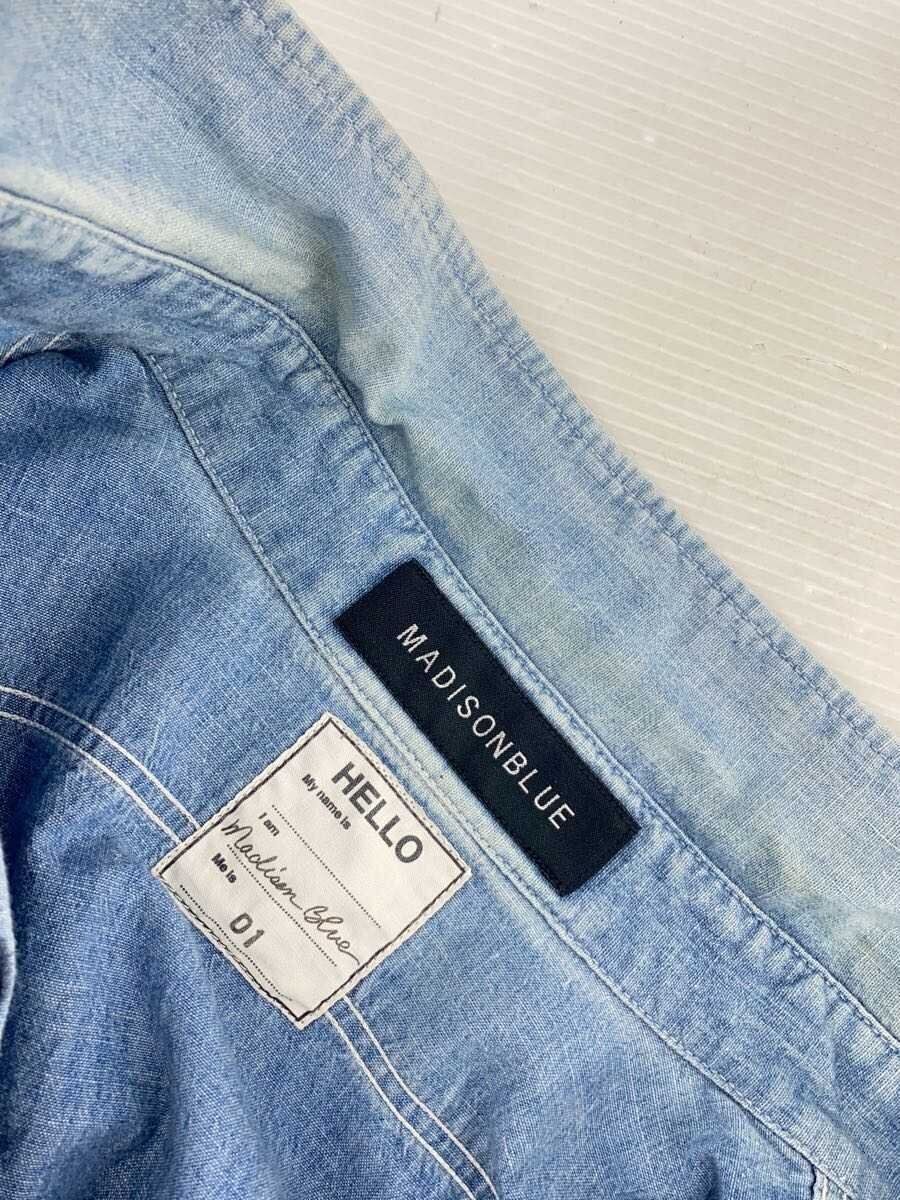 MADISONBLUE
HELLO
My name is
I am
Madison Blue
Me is
01